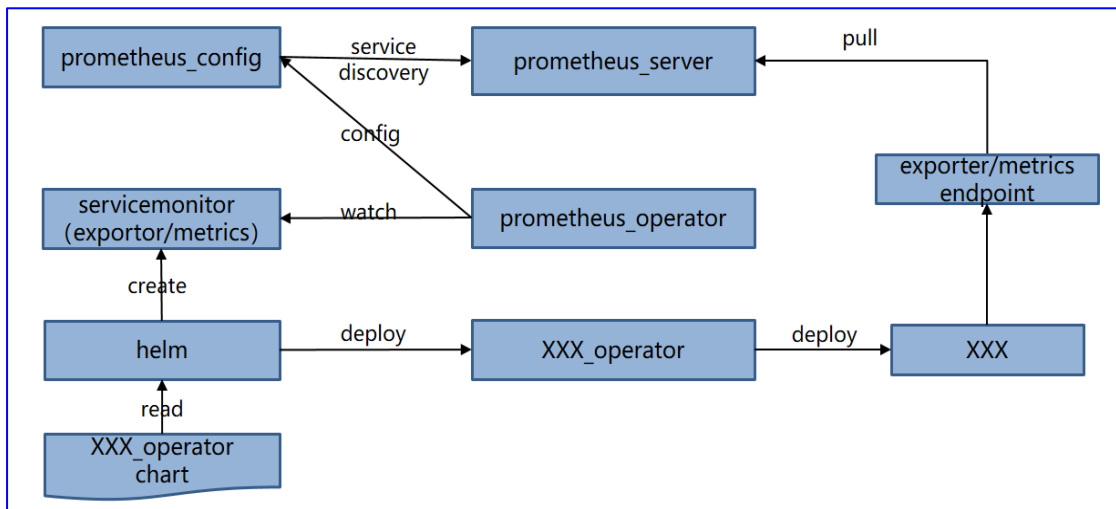 prometheus_config
service
discovery
prometheus_server
pull
config
exporter/metrics
endpoint
servicemonitor
（exportor/metrics）
watch
prometheus_operator
create
helm
deploy
XXX_operator
deploy
XXX
read
XXX_operator
chart